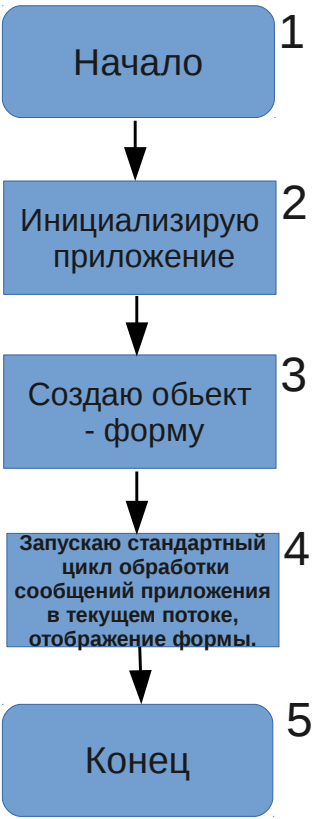 Начало
1
Инициализирую
приложение
2
Создаю обьект
- форму
3
Запускаю стандартный
цикл обработки
сообщений приложения
в текущем потоке,
отображение формы.
4
Конец
5